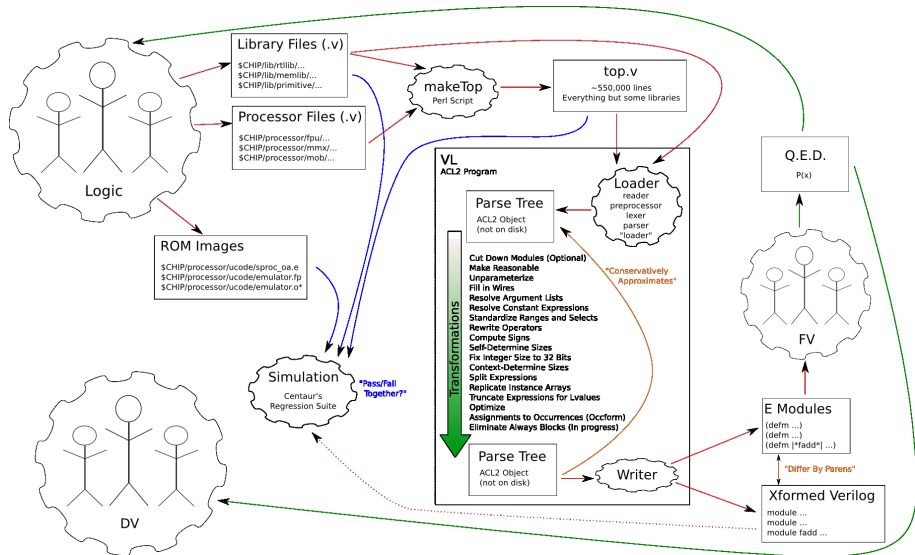 Library Files (.v)
$CHIP/lib/rtllib/...
$CHIP/lib/memlib/...
$CHIP/lib/primitive/...
makeTop
Perl Script
top.v
~550,000 lines
Everything but some libraries
Processor Files (.v)
$CHIP/processor/fpu/...
$CHIP/processor/mmx/...
$CHIP/processor/mob/...
Logic
ROM Images
$CHIP/processor/ucode/sproc_oa.e
$CHIP/processor/ucode/emulator.fp
$CHIP/processor/ucode/emulator.o*
VL
ACL2 Program
Loader
reader
preprocessor
lexer
parser
"loader"
Parse Tree
ACL2 Object
(not on disk)
Q.E.D.
P(x)
Transformations
Cut Down Modules (Optional)
Make Reasonable
Unparameterize
Fill in Wires
Resolve Argument Lists
Resolve Constant Expressions
Standardize Ranges and Selects
Rewrite Operators
Compute Signs
Self-Determine Sizes
Fix Integer Size to 32 Bits
Context-Determine Sizes
Split Expressions
Replicate Instance Arrays
Truncate Expressions for Lvalues
Optimize
Assignments to Occurrences (Occform)
Eliminate Always Blocks (In progress)
"Conservatively
Approximates"
FV
Simulation
Centaur's
Regression Suite
"Pass/Fail
Together?"
DV
Parse Tree
ACL2 Object
(not on disk)
Writer
E Modules
(defm ...)
(defm ...)
(defm |*fadd*| ...)
"Differ By Parens"
Xformed Verilog
module ...
module ...
module fadd ...